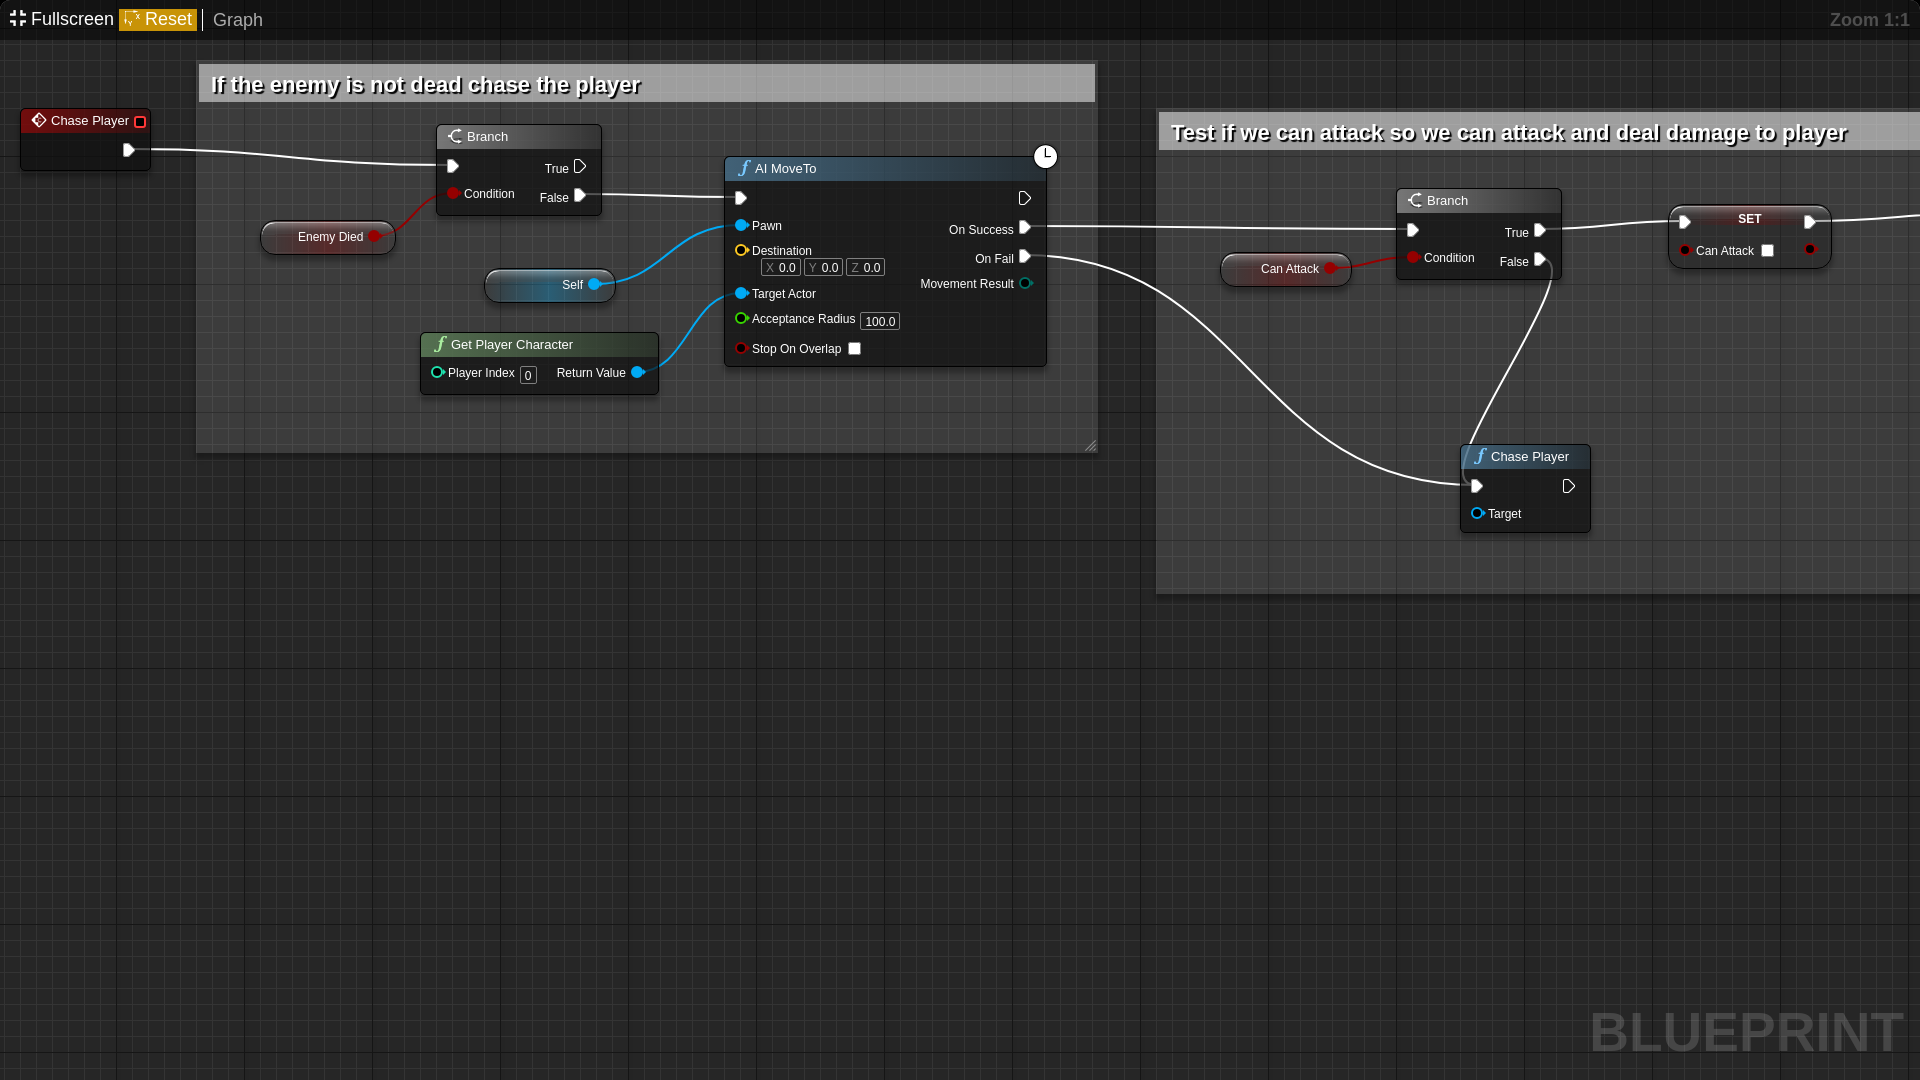 Fullscreen Reset Graph
Zoom 1:1
If the enemy is not dead chase the player
Chase Player
Branch
True
Condition
False
Enemy Died
Self
f Get Player Character
Player Index 0 Return Value
f AI MoveTo
Pawn
On Success
Destination
X 0.0 Y 0.0 Z 0.0
On Fail
Movement Result
Target Actor
Acceptance Radius 100.0
Stop On Overlap
Test if we can attack so we can attack and deal damage to player
Branch
True
Condition
False
Can Attack
SET
Can Attack
f Chase Player
Target
BLUEPRINT